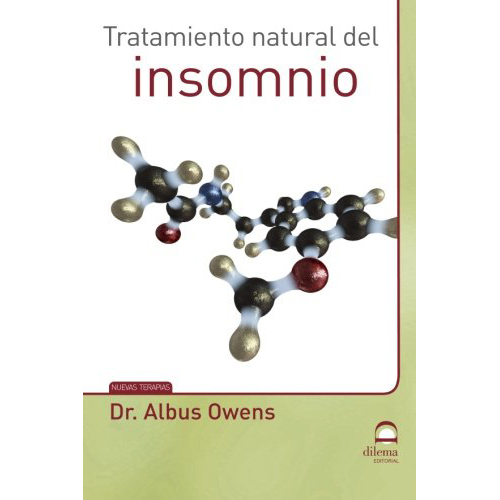 Tratamiento natural del
insomnio
NUEVAS TERAPIAS
Dr. Albus Owens
dilema
EDITORIAL